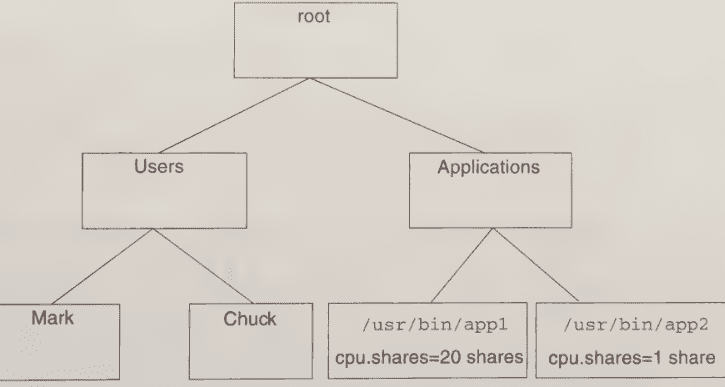 root
Users
Applications
Mark
Chuck
/usr/bin/app1
cpu.shares=20 shares
/usr/bin/app2
cpu.shares=1 share